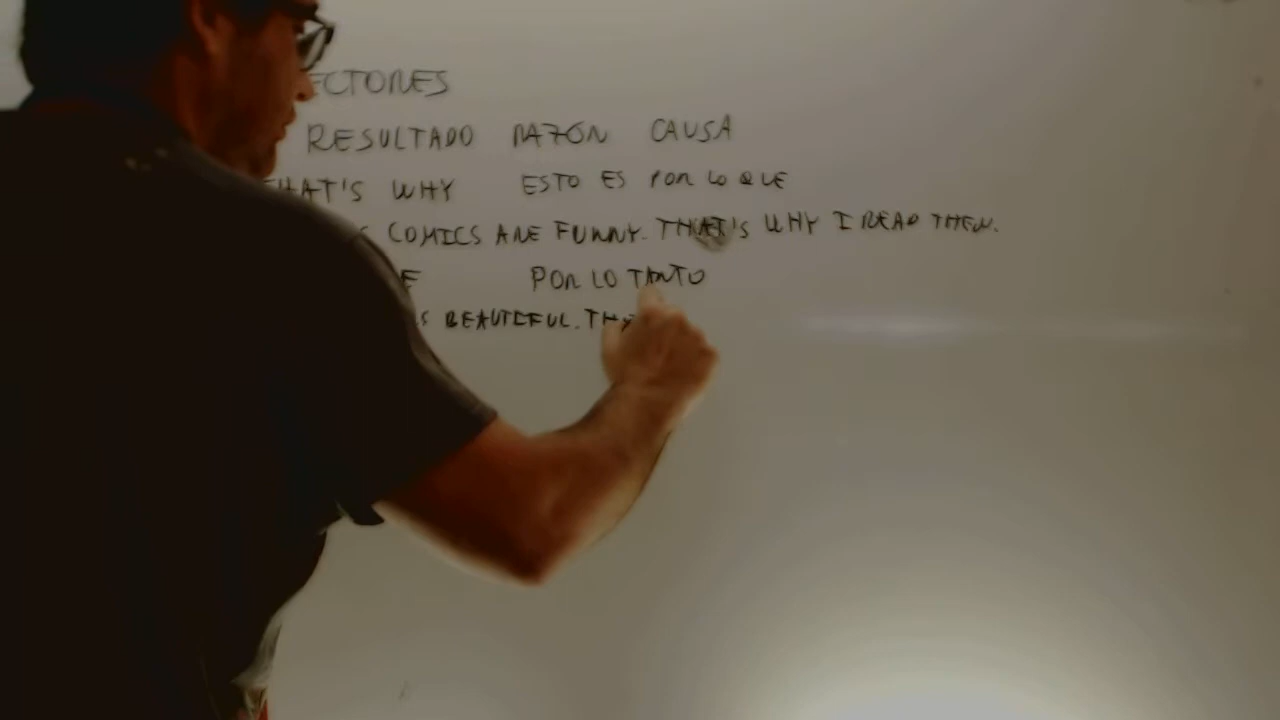 ECTORES
RESULTADO RAZÓN CAUSA
THAT'S WHY ESTO ES POR LO QUE
S COMICS ARE FUNNY. THAT'S WHY I READ THEM.
E POR LO TANTO
S BEAUTIFUL. TH